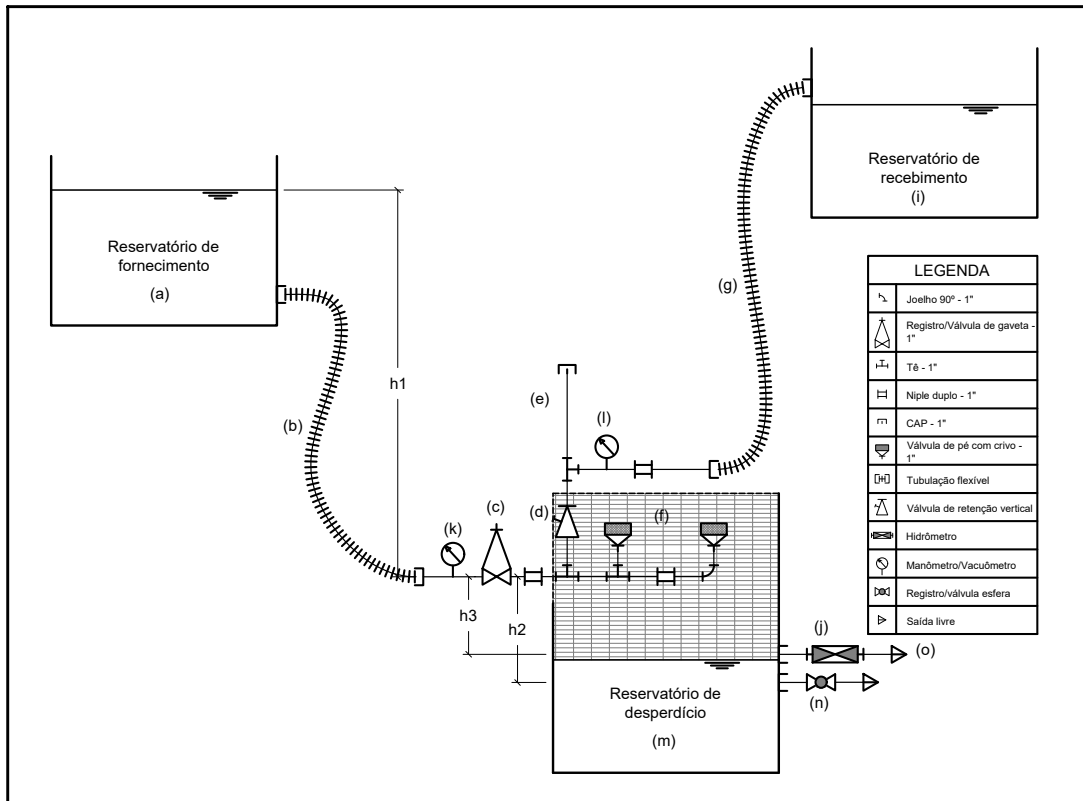 Reservatório de
recebimento
(i)
Reservatório de
fornecimento
(a)
(g)
h1
(e)
(b)
(l)
(c)
(d)
(f)
(k)
h3
h2
(j)
(o)
Reservatório de
desperdício
(m)
(n)
LEGENDA
Joelho 90º - 1"
Registro/Válvula de gaveta -
1"
Tê - 1"
Niple duplo - 1"
CAP - 1"
Válvula de pé com crivo -
1"
Tubulação flexível
Válvula de retenção vertical
Hidrômetro
Manômetro/Vacuômetro
Registro/válvula esfera
Saída livre